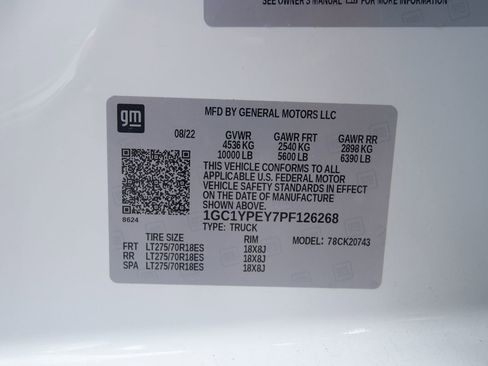 SEE OWNER'S MANUAL FOR MORE INFORMATION
gm
MFD BY GENERAL MOTORS LLC
08/22 GVWR GAWR FRT GAWR RR
4536 KG 2540 KG 2898 KG
10000 LB 5600 LB 6390 LB
THIS VEHICLE CONFORMS TO ALL
APPLICABLE U.S. FEDERAL MOTOR
VEHICLE SAFETY STANDARDS IN EFFECT
ON THE DATE OF MANUFACTURE
SHOWN ABOVE.
8624 1GC1YPEY7PF126268
TYPE: TRUCK
TIRE SIZE RIM MODEL: 78CK20743
FRT LT275/70R18ES 18X8J
RR LT275/70R18ES 18X8J
SPA LT275/70R18ES 18X8J